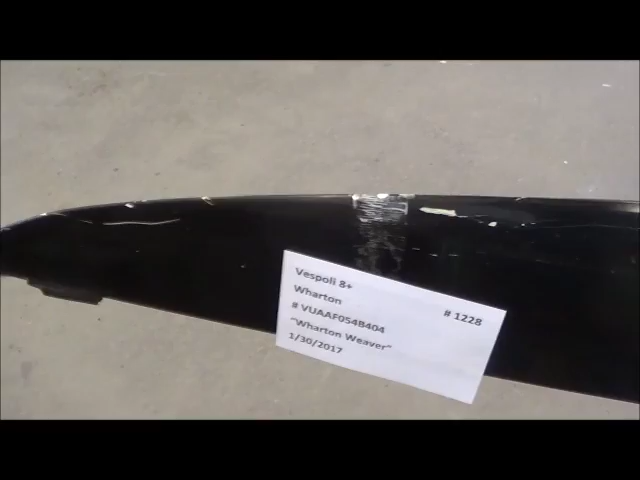 Vespoli 8+
Wharton
# 1228
# VUAAF054B404
"Wharton Weaver"
1/30/2017